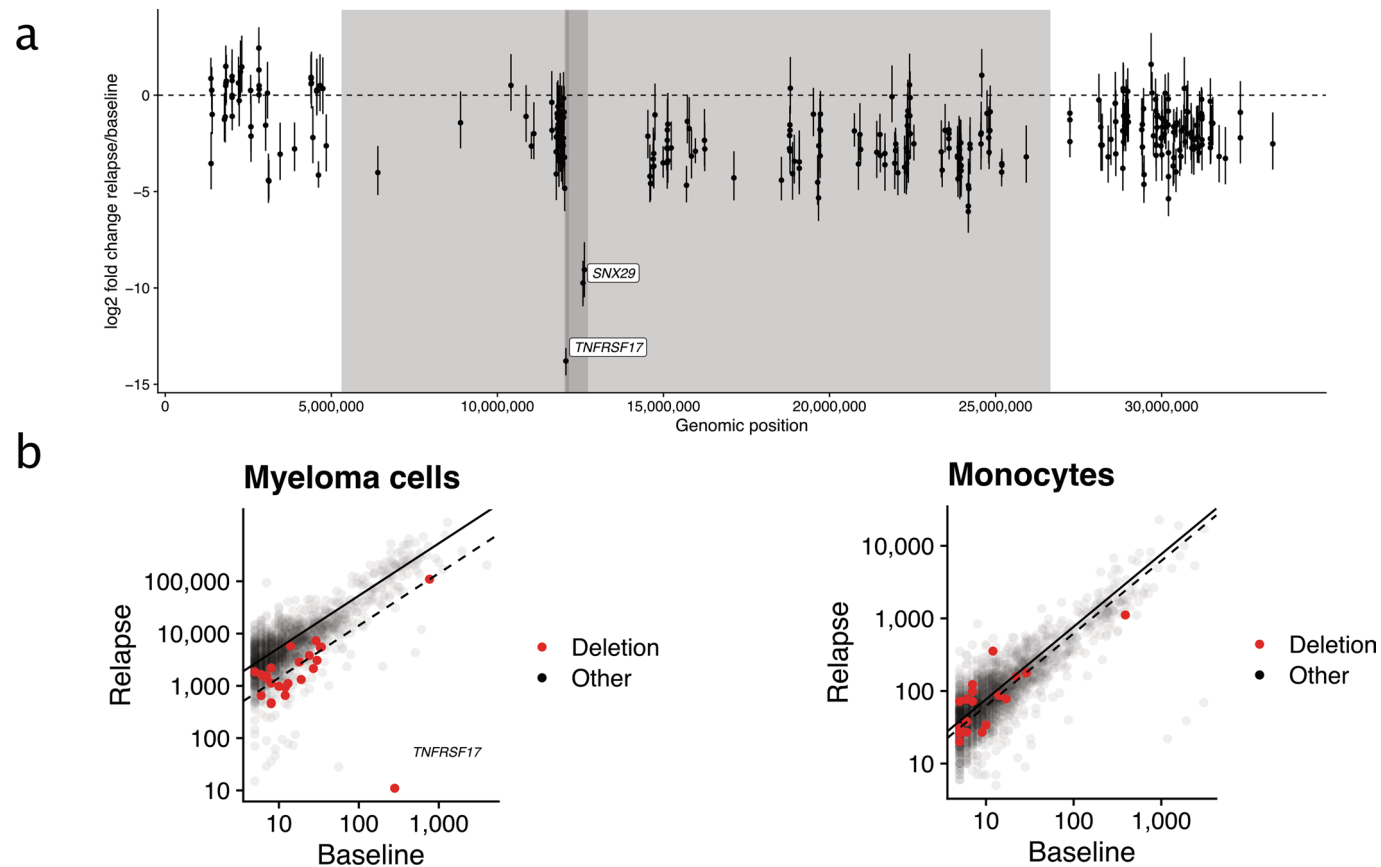 a
log2 fold change relapse/baseline
0
−5
−10
−15
SNX29
TNFRSF17
0
5,000,000
10,000,000
15,000,000
20,000,000
25,000,000
30,000,000
Genomic position
b
Myeloma cells
Relapse
100,000
10,000
1,000
100
10
TNFRSF17
10
100
1,000
Baseline
Deletion
Other
Monocytes
Relapse
10,000
1,000
100
10
10
100
1,000
Baseline
Deletion
Other